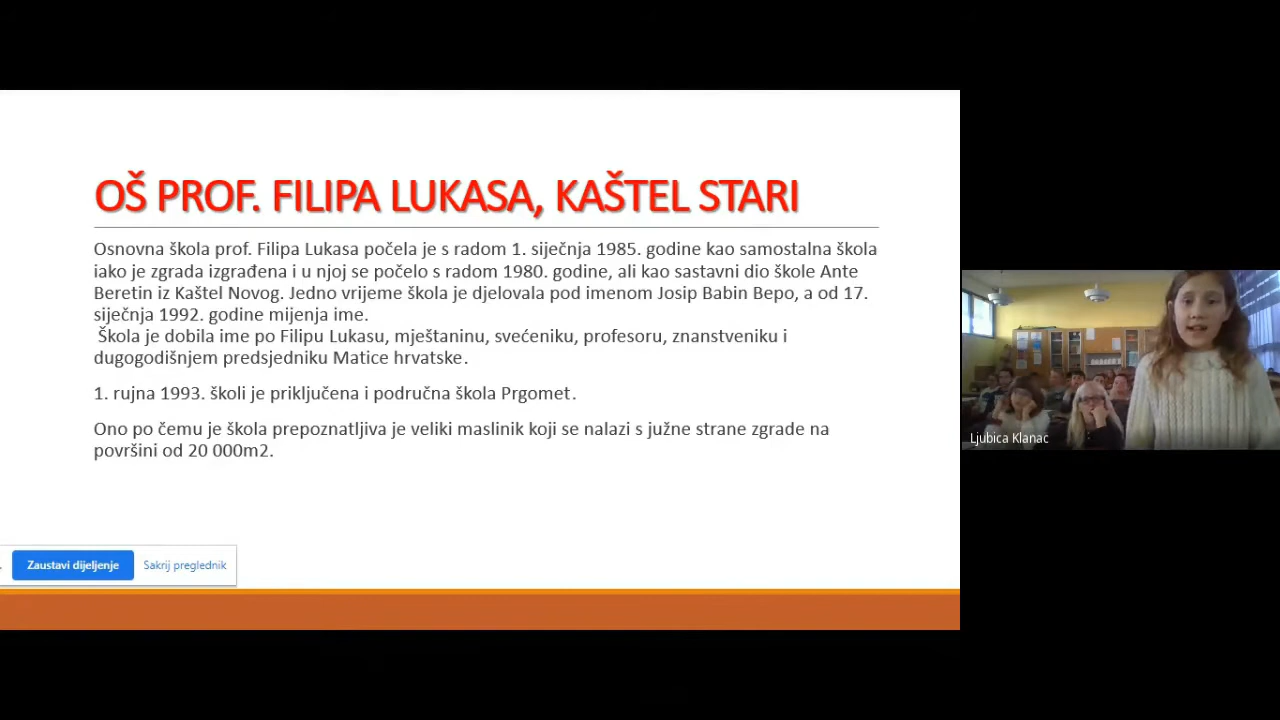 OŠ PROF. FILIPA LUKASA, KAŠTEL STARI
Osnovna škola prof. Filipa Lukasa počela je s radom 1. siječnja 1985. godine kao samostalna škola
iako je zgrada izgrađena i u njoj se počelo s radom 1980. godine, ali kao sastavni dio škole Ante
Beretin iz Kaštel Novog. Jedno vrijeme škola je djelovala pod imenom Josip Babin Bepo, a od 17.
siječnja 1992. godine mijenja ime.
Škola je dobila ime po Filipu Lukasu, mještaninu, svećeniku, profesoru, znanstveniku i
dugogodišnjem predsjedniku Matice hrvatske.
1. rujna 1993. školi je priključena i područna škola Prgomet.
Ono po čemu je škola prepoznatljiva je veliki maslinik koji se nalazi s južne strane zgrade na
površini od 20 000m2.
Zaustavi dijeljenje
Sakrij preglednik
Ljubica Klanac